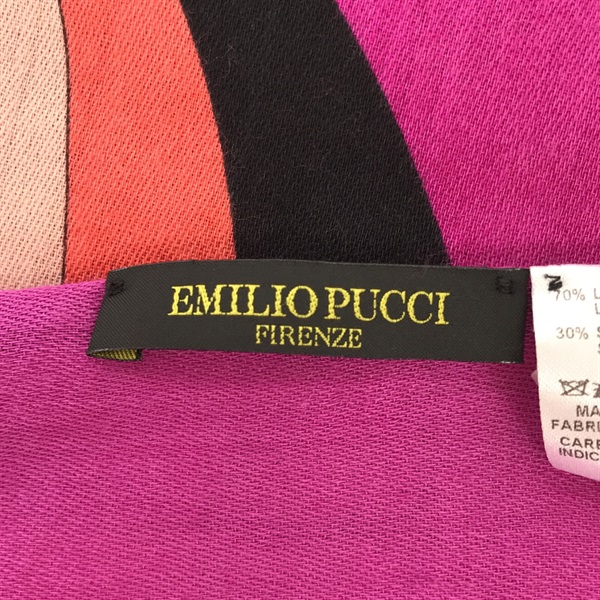 EMILIO PUCCI
FIRENZE
70% L
L
30% S
MA
FABRI
CARE
INDIC